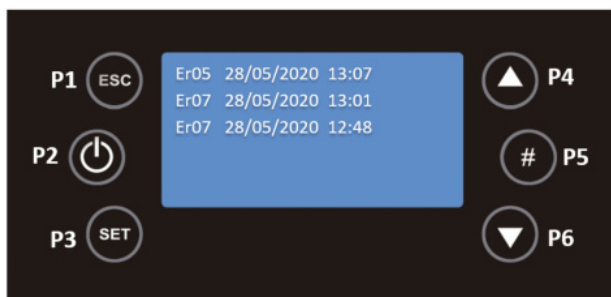 P1 ESC
Er05 28/05/2020 13:07
P4
Er07 28/05/2020 13:01
Er07 28/05/2020 12:48
P2
# P5
P3 SET
P6